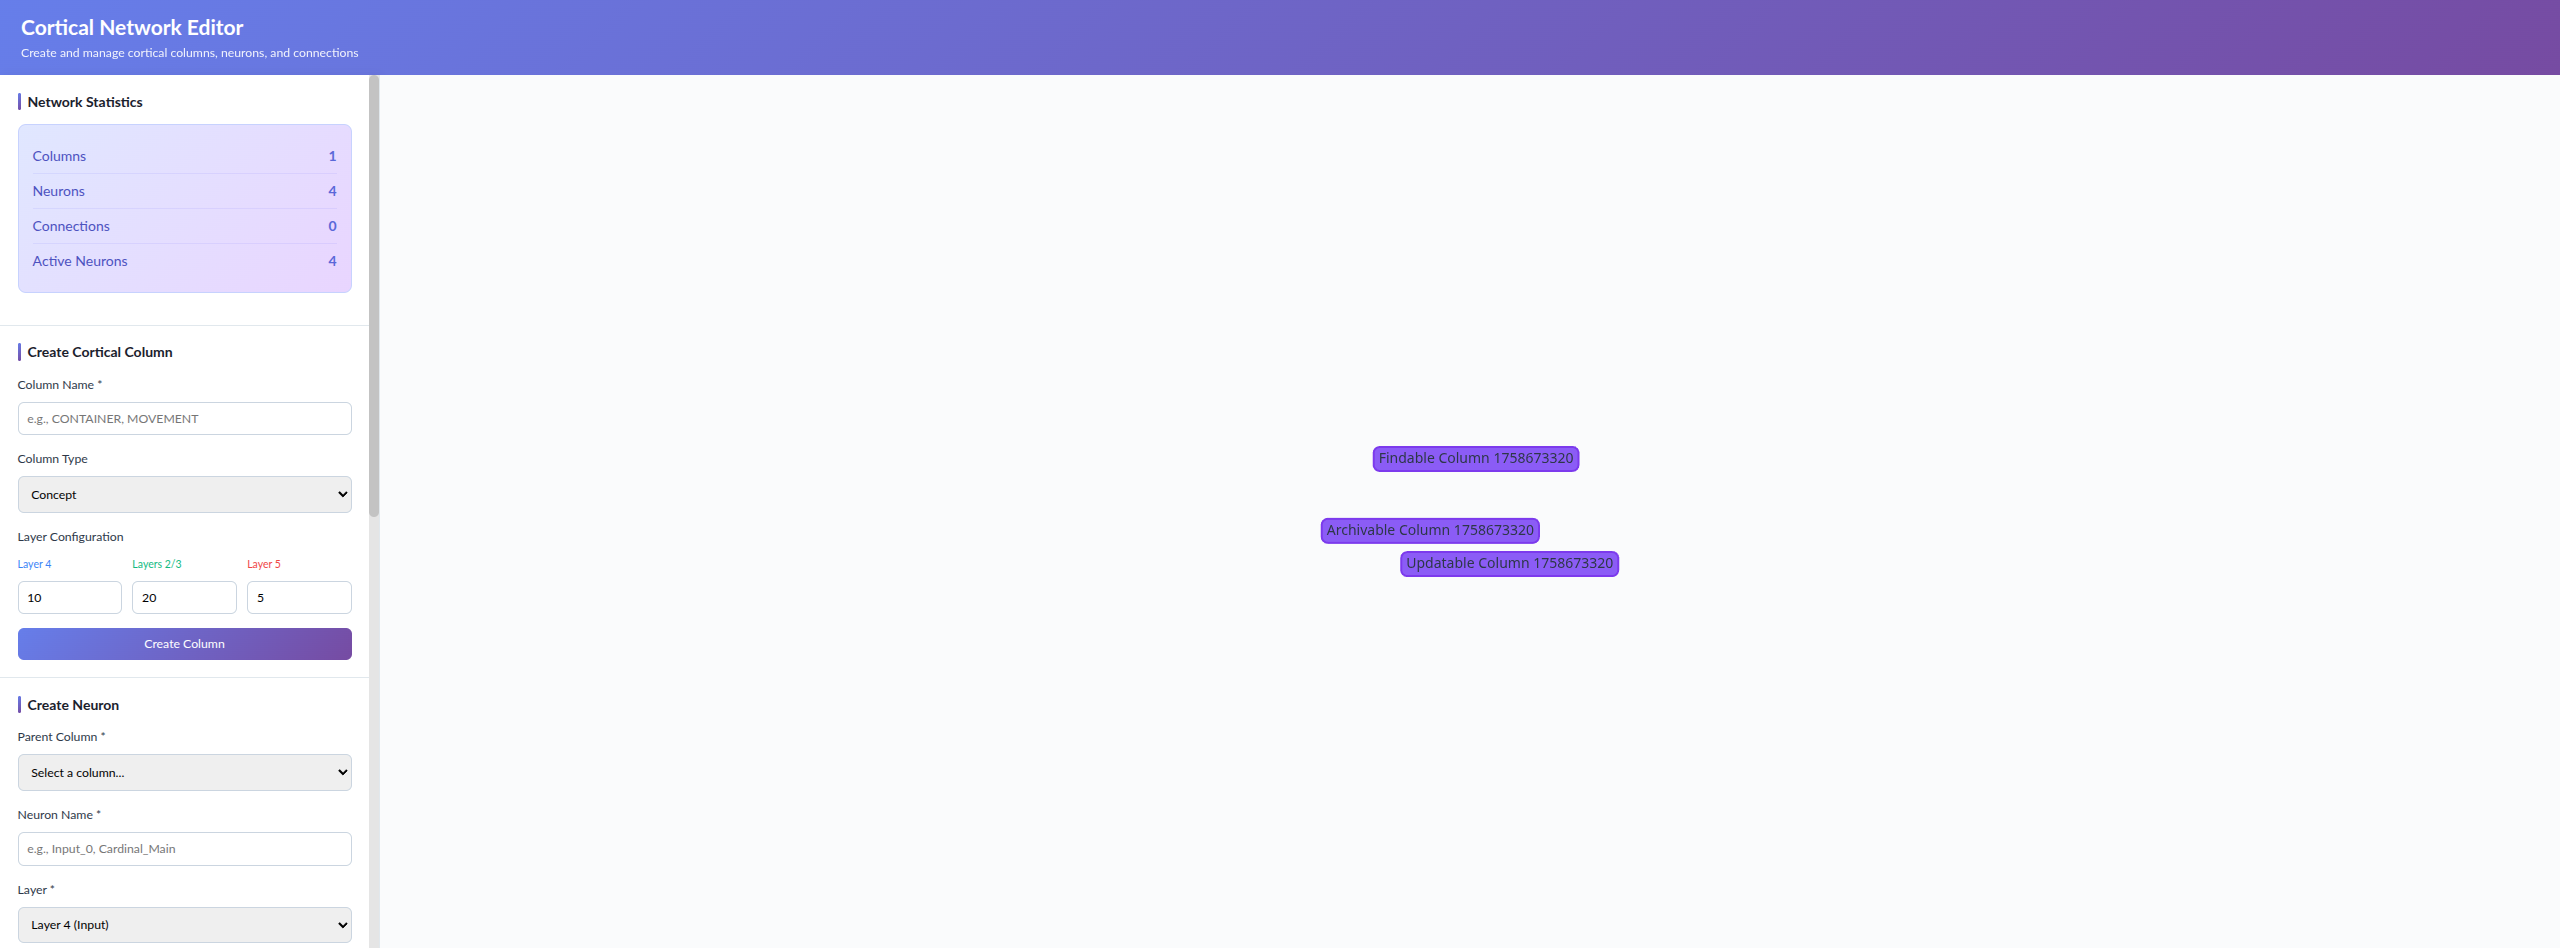 Cortical Network Editor
Create and manage cortical columns, neurons, and connections
Network Statistics
Columns 1
Neurons 4
Connections 0
Active Neurons 4
Create Cortical Column
Column Name *
e.g., CONTAINER, MOVEMENT
Column Type
Concept
Layer Configuration
Layer 4 Layers 2/3 Layer 5
10 20 5
Create Column
Create Neuron
Parent Column *
Select a column...
Neuron Name *
e.g., Input_0, Cardinal_Main
Layer *
Layer 4 (Input)
Findable Column 1758673320
Archivable Column 1758673320
Updatable Column 1758673320